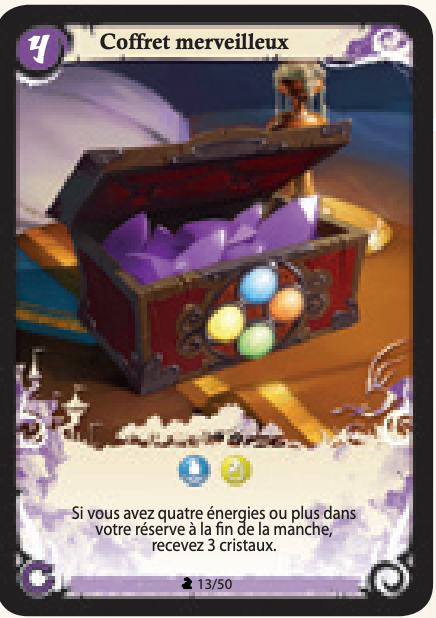 4
Coffret merveilleux
Si vous avez quatre énergies ou plus dans
votre réserve à la fin de la manche,
recevez 3 cristaux.
13/50